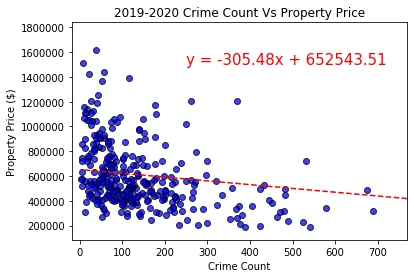 2019-2020 Crime Count Vs Property Price
1800000
1600000
1400000
1200000
1000000
800000
600000
400000
200000
Property Price ($)
y = -305.48x + 652543.51
0 100 200 300 400 500 600 700
Crime Count